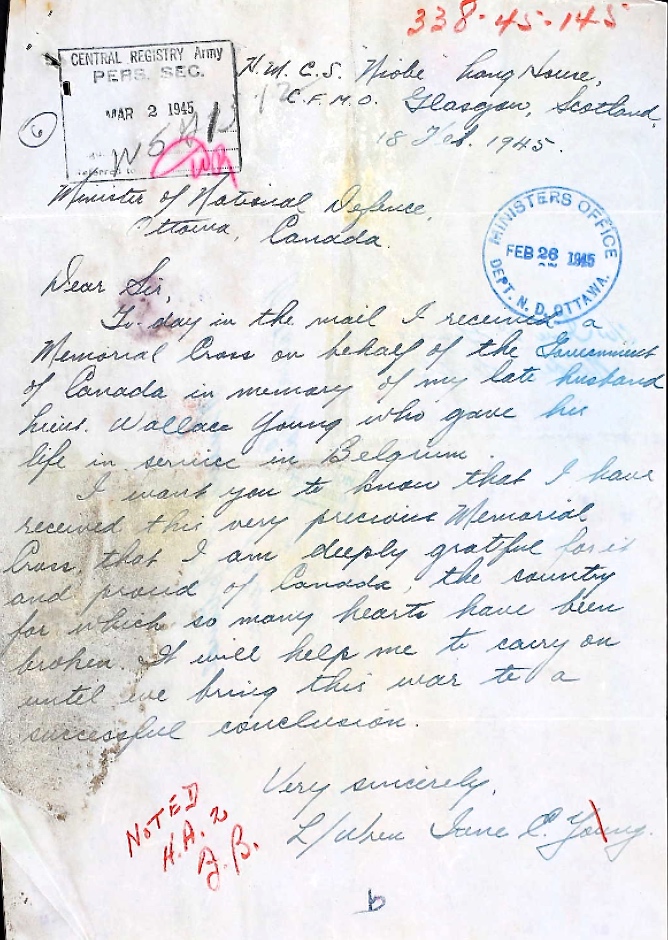 338-45-145
CENTRAL REGISTRY Army
PERS. SEC.
MAR 2 1945
6
H.M.C.S. "Niobe" Lang House,
C.F.M.O. Glasgow, Scotland,
18 Feb. 1945.
Minister of National Defence,
Ottawa, Canada.
MINISTERS OFFICE
FEB 26 1945
DEPT. N. D. OTTAWA.
Dear Sir,
To-day in the mail I received a
Memorial Cross on behalf of the Government
of Canada in memory of my late husband
Lieut. Wallace Young who gave his
life in service in Belgium.
I want you to know that I have
received this very precious Memorial
Cross, that I am deeply grateful for it
and proud of Canada, the country
for which so many hearts have been
broken. It will help me to carry on
until we bring this war to a
successful conclusion.
Very sincerely,
L/Wren Jane C. Young.
NOTED
H.A. 2
J.B.
b